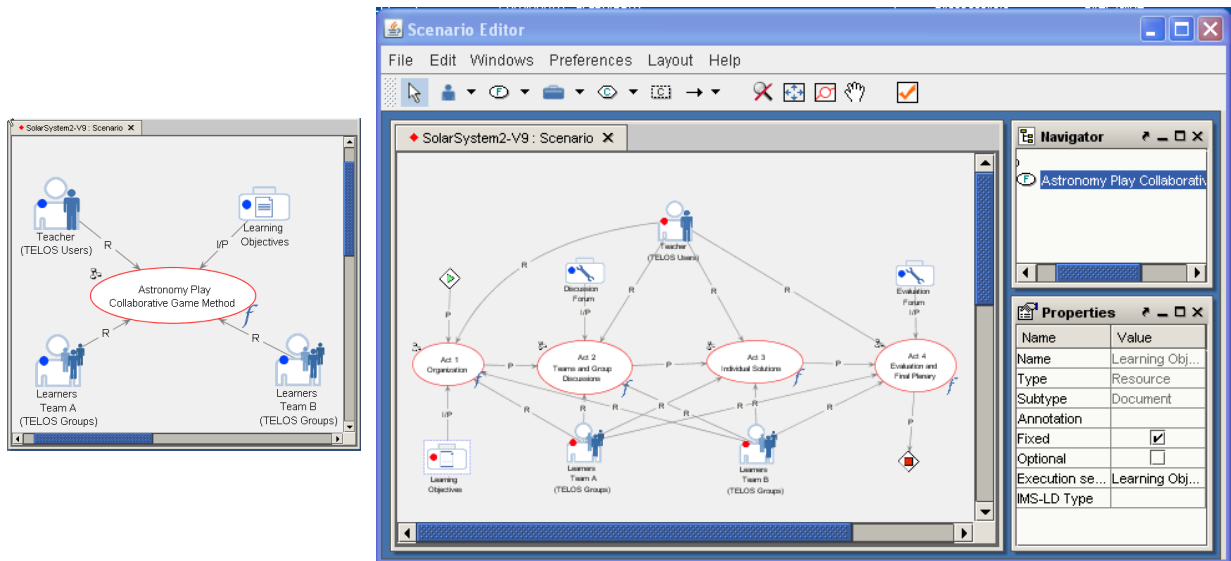 SolarSystem2-V9 : Scenario
Teacher
(TELOS Users)
Learning
Objectives
R
I/P
Astronomy Play
Collaborative Game Method
R
R
Learners
Team A
(TELOS Groups)
Learners
Team B
(TELOS Groups)
Scenario Editor
File Edit Windows Preferences Layout Help
F
C
C
SolarSystem2-V9 : Scenario
Teacher
(TELOS Users)
R
Discussion
Forum
Evaluation
Forum
R
R
R
P
I/P
I/P
Act 1
Organization
P
Act 2
Teams and Group
Discussions
P
Act 3
Individual Solutions
P
Act 4
Evaluation and
Final Plenary
I/P
R
R
R
R
R
R
R
R
P
Learning
Objectives
Learners
Team A
(TELOS Groups)
Learners
Team B
(TELOS Groups)
Navigator
F Astronomy Play Collaborativ
Properties
Name Value
Name Learning Obj...
Type Resource
Subtype Document
Annotation
Fixed
Optional
Execution se... Learning Obj...
IMS-LD Type